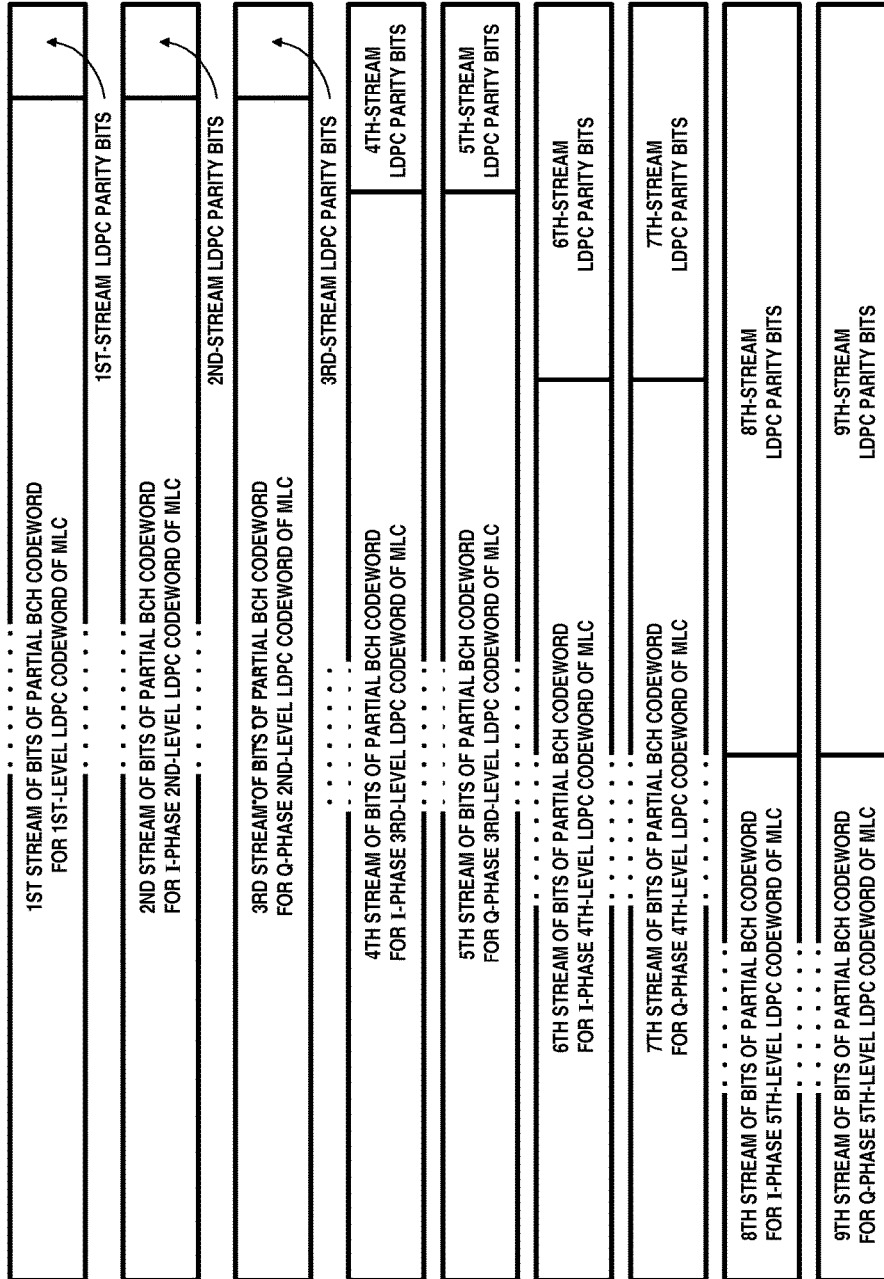 1ST STREAM OF BITS OF PARTIAL BCH CODEWORD
FOR 1ST-LEVEL LDPC CODEWORD OF MLC
1ST-STREAM LDPC PARITY BITS
2ND STREAM OF BITS OF PARTIAL BCH CODEWORD
FOR I-PHASE 2ND-LEVEL LDPC CODEWORD OF MLC
2ND-STREAM LDPC PARITY BITS
3RD STREAM OF BITS OF PARTIAL BCH CODEWORD
FOR Q-PHASE 2ND-LEVEL LDPC CODEWORD OF MLC
3RD-STREAM LDPC PARITY BITS
4TH STREAM OF BITS OF PARTIAL BCH CODEWORD
FOR I-PHASE 3RD-LEVEL LDPC CODEWORD OF MLC
4TH-STREAM
LDPC PARITY BITS
5TH STREAM OF BITS OF PARTIAL BCH CODEWORD
FOR Q-PHASE 3RD-LEVEL LDPC CODEWORD OF MLC
5TH-STREAM
LDPC PARITY BITS
6TH STREAM OF BITS OF PARTIAL BCH CODEWORD
FOR I-PHASE 4TH-LEVEL LDPC CODEWORD OF MLC
6TH-STREAM
LDPC PARITY BITS
7TH STREAM OF BITS OF PARTIAL BCH CODEWORD
FOR Q-PHASE 4TH-LEVEL LDPC CODEWORD OF MLC
7TH-STREAM
LDPC PARITY BITS
8TH STREAM OF BITS OF PARTIAL BCH CODEWORD
FOR I-PHASE 5TH-LEVEL LDPC CODEWORD OF MLC
8TH-STREAM
LDPC PARITY BITS
9TH STREAM OF BITS OF PARTIAL BCH CODEWORD
FOR Q-PHASE 5TH-LEVEL LDPC CODEWORD OF MLC
9TH-STREAM
LDPC PARITY BITS